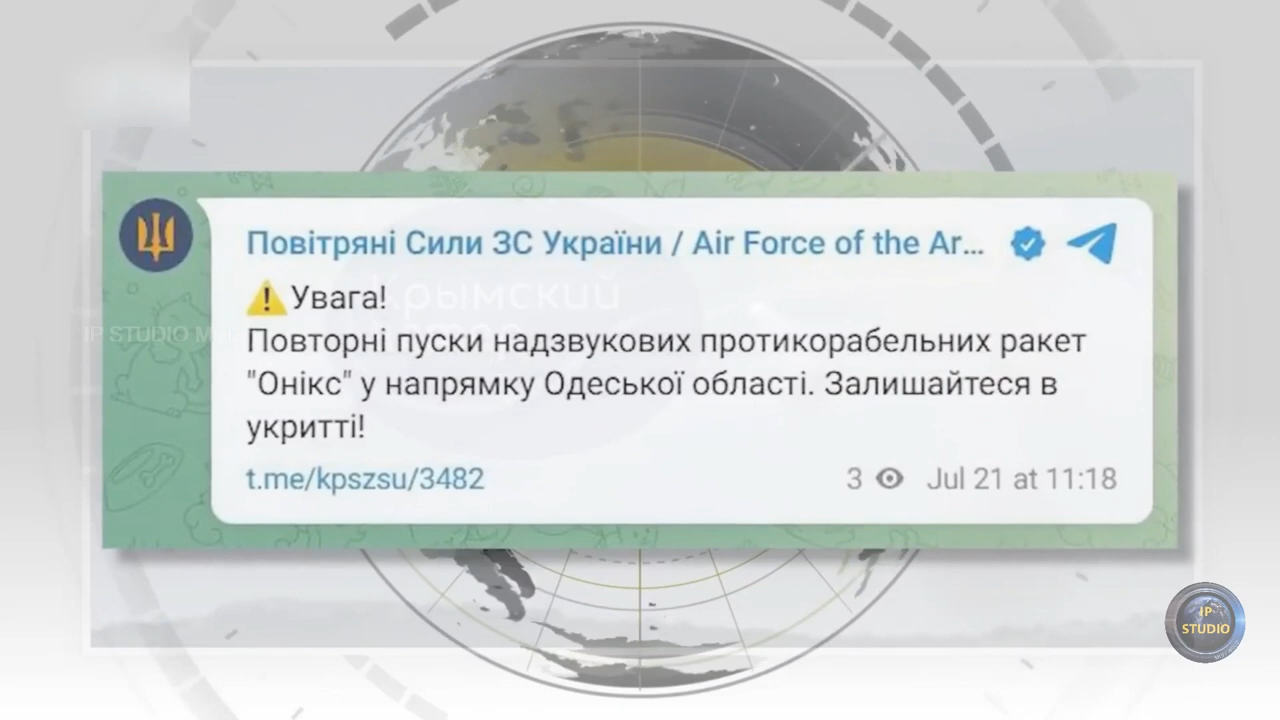 Повітряні Сили ЗС України / Air Force of the Ar...
⚠️Увага!
Повторні пуски надзвукових протикорабельних ракет
"Онікс" у напрямку Одеської області. Залишайтеся в
укритті!
t.me/kpszsu/3482
3 Jul 21 at 11:18
Крымский
IP STUDIO
IP
STUDIO